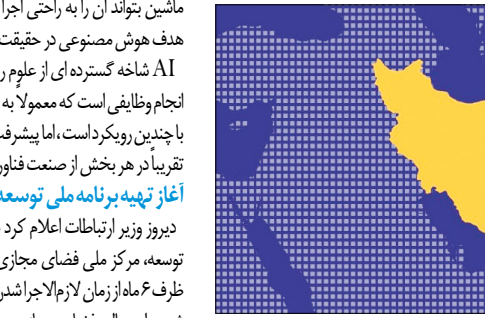 ماشین بتواند آن را به راحتی اجرا
هدف هوش مصنوعی در حقیقت
AI شاخه گسترده ای از علوم ر
انجام وظایفی است که معمولاً به
با چندین رویکرد است، اما پیشرفت
تقریباً در هر بخش از صنعت فناور
آغاز تهیه برنامه ملی توسعه
دیروز وزیر ارتباطات اعلام کرد
توسعه، مرکز ملی فضای مجازی
ظرف ۶ ماه از زمان لازم‌الاجرا شدن